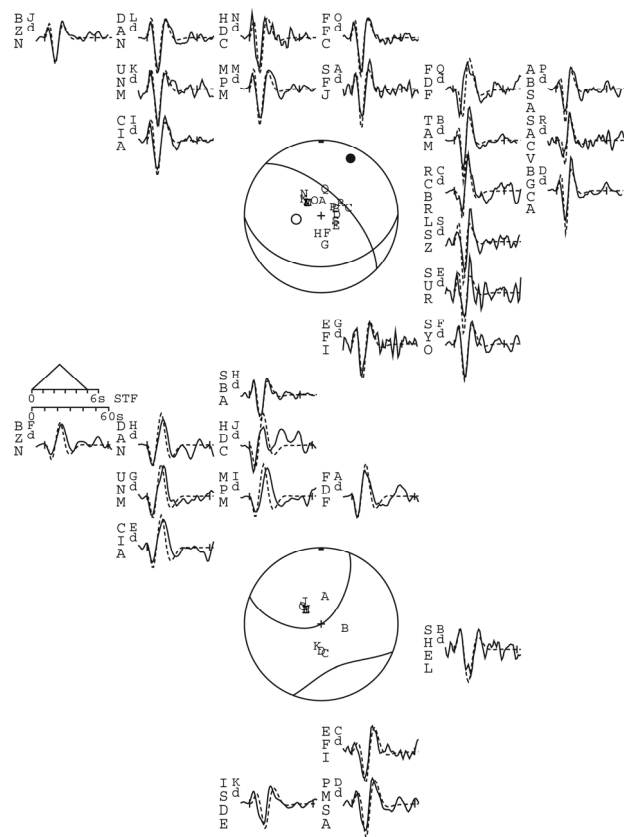 BZN J d
DAN L d
HDC N d
FFC O d
UNM K d
MPM M d
SFJ A d
FDF Q d
ABSA P d
CIA I d
TAM B d
SACV R d
RCBR C d
BGCA D d
LSZ S d
SUR E d
EFI G d
SYO F d
Q
N
O A
H F
G
SBA H d
0 6s STF
0 60s
BZN F d
DAN H d
HDC J d
UNM G d
MPM I d
FDF A d
CIA E d
A
J
B
K
D C
SHEL B d
EFI C d
ISDE K d
PMSA D d